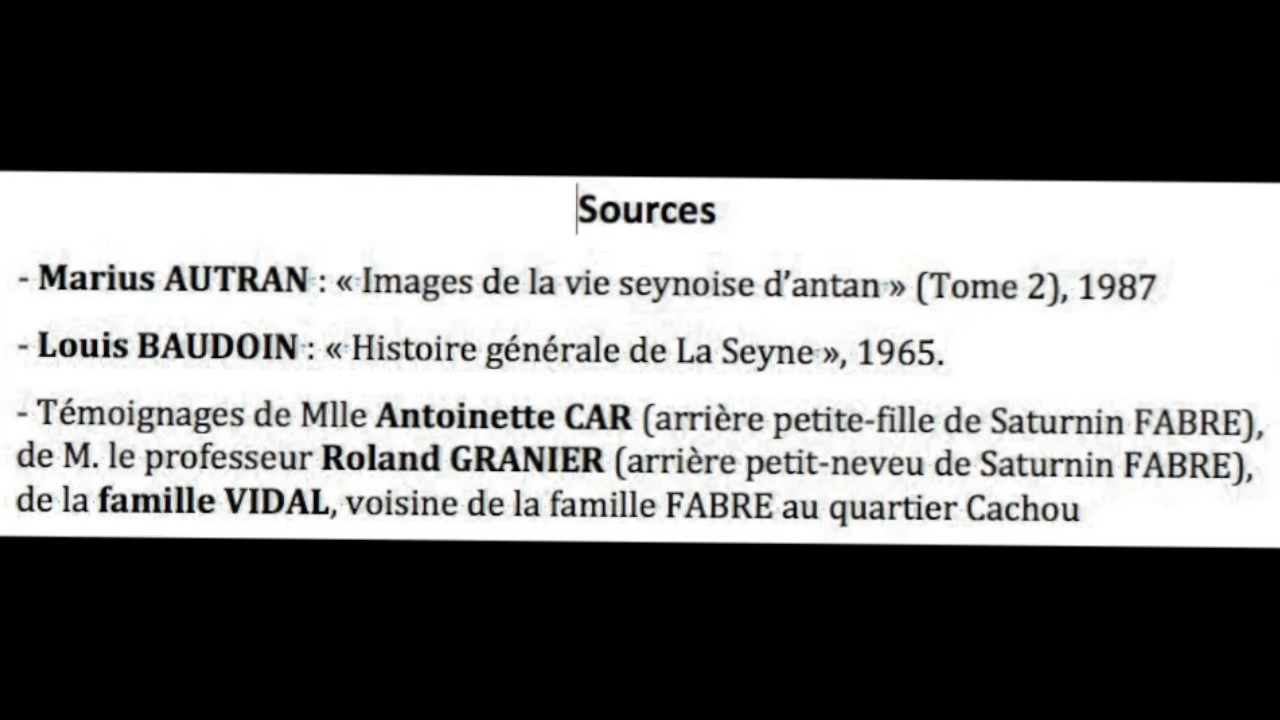 Sources
- Marius AUTRAN : « Images de la vie seynoise d’antan » (Tome 2), 1987
- Louis BAUDOIN : « Histoire générale de La Seyne », 1965.
- Témoignages de Mlle Antoinette CAR (arrière petite-fille de Saturnin FABRE),
de M. le professeur Roland GRANIER (arrière petit-neveu de Saturnin FABRE),
de la famille VIDAL, voisine de la famille FABRE au quartier Cachou